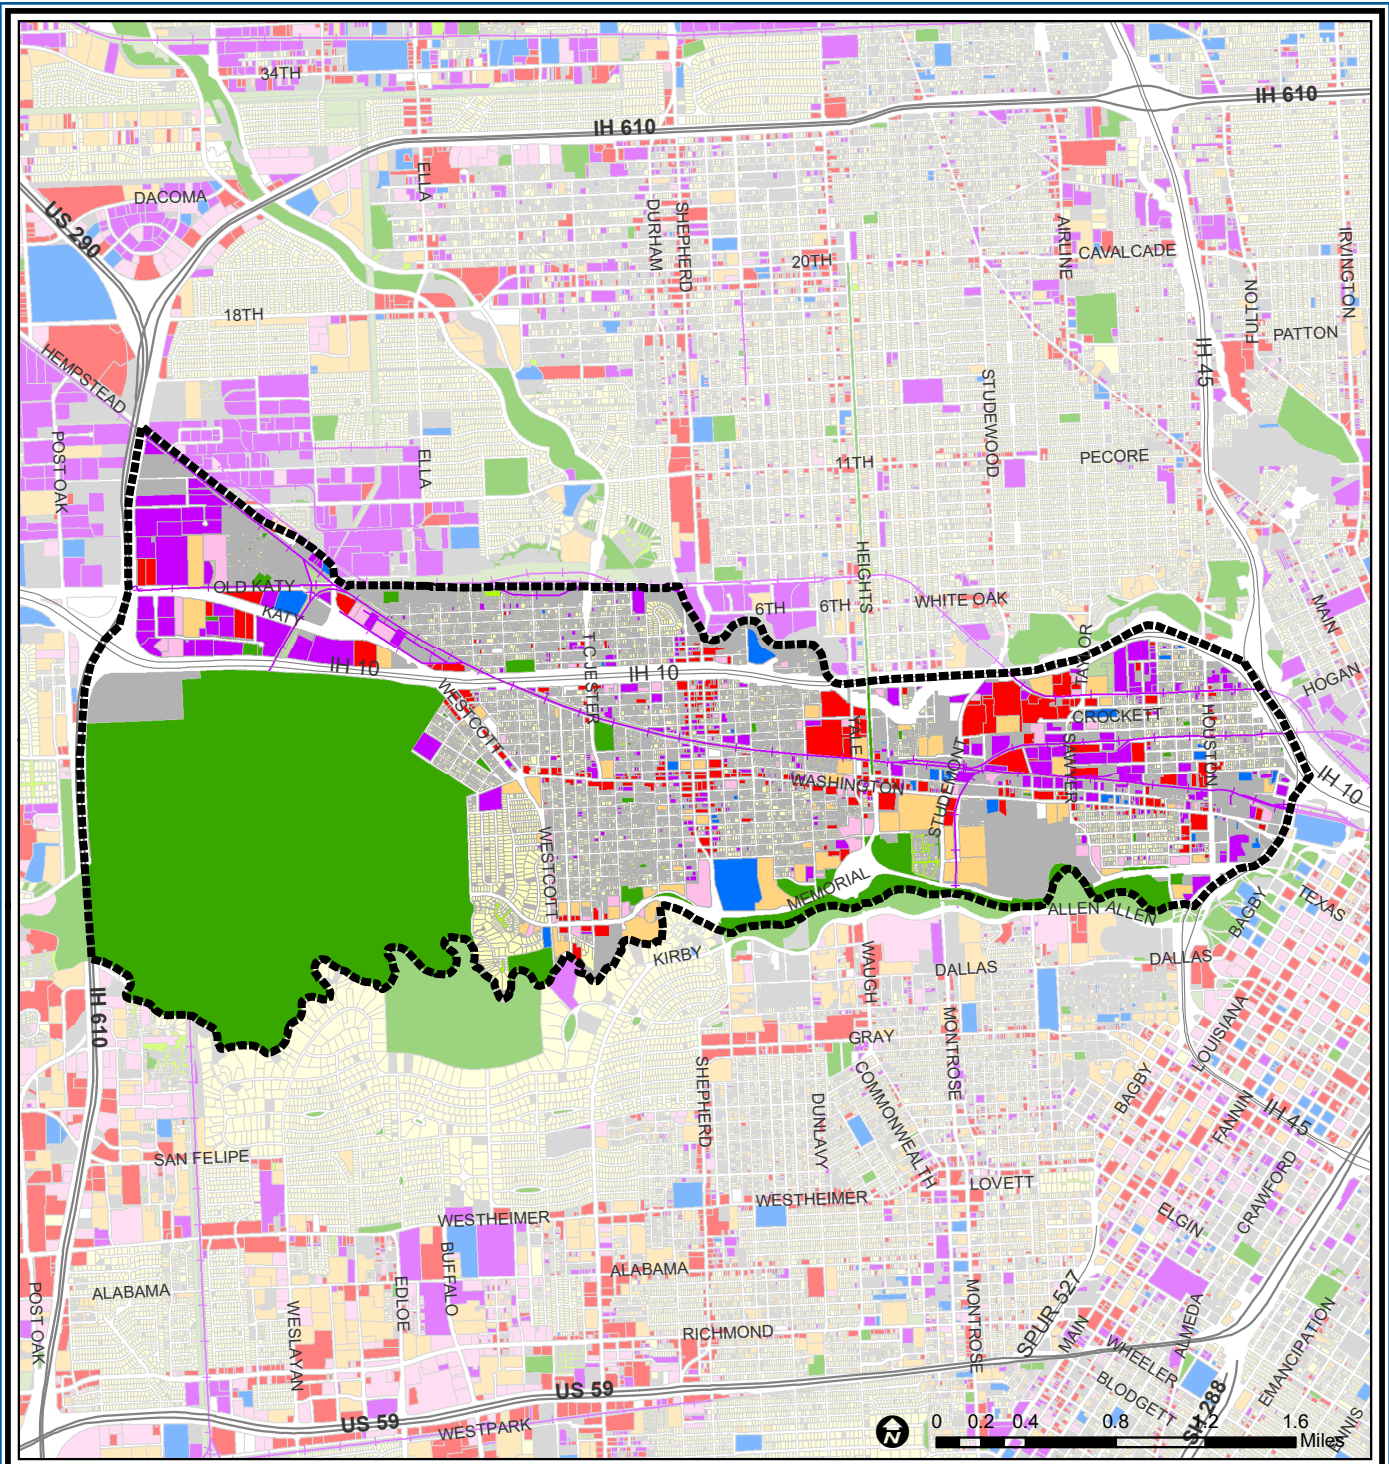 34TH
IH 610
IH 610
ELLA
DACOMA
US 290
DURHAM
SHEPHERD
AIRLINE
CAVALCADE
IRVINGTON
20TH
18TH
FULTON
PATTON
HEMPSTEAD
IH 45
STUDEWOOD
POST OAK
ELLA
11TH
PECORE
HEIGHTS
OLD KATY
KATY
6TH
6TH
WHITE OAK
MAIN
T C JESTER
TAYLOR
IH 10
IH 10
HOGAN
WESTCOTT
YALE
CROCKETT
HOUSTON
SAWYER
STUDEMONT
WASHINGTON
IH 10
WESTCOTT
MEMORIAL
ALLEN
ALLEN
BAGBY
TEXAS
KIRBY
WAUGH
DALLAS
DALLAS
IH 610
MONTROSE
GRAY
LOUISIANA
SHEPHERD
DUNLAVY
COMMONWEALTH
BAGBY
FANNIN
IH 45
SAN FELIPE
CRAWFORD
LOVETT
WESTHEIMER
WESTHEIMER
ELGIN
BUFFALO
ALABAMA
ALABAMA
POST OAK
WESLAYAN
EDLOE
MONTROSE
SPUR 527
MAIN
ALMEDA
EMANCIPATION
RICHMOND
WHEELER
BLODGETT
US 59
US 59
WESTPARK
SH 288
ENNIS
N
0 0.2 0.4 0.8 1.2 1.6
Miles